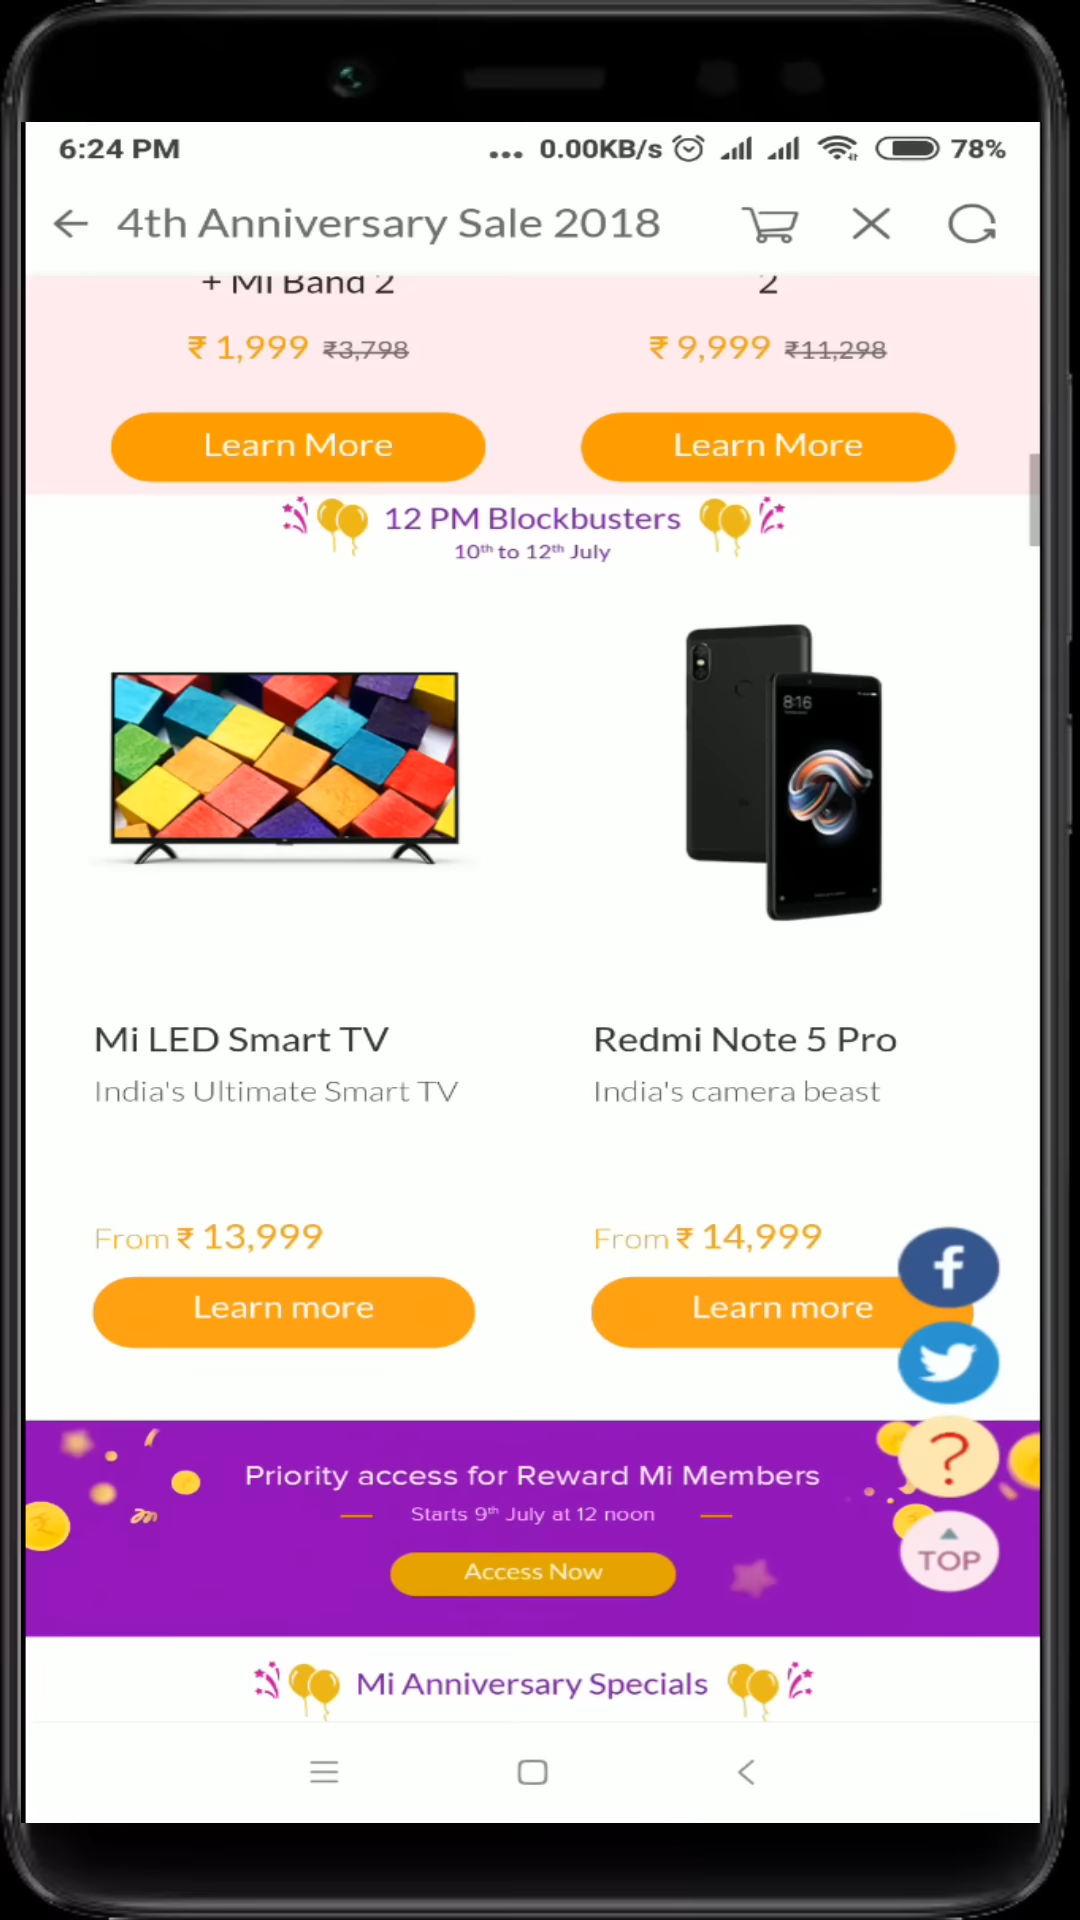 6:24 PM ... 0.00KB/s 78%
4th Anniversary Sale 2018
+ Mi Band 2
2
₹ 1,999 ₹3,798
₹ 9,999 ₹11,298
Learn More
Learn More
12 PM Blockbusters
10th to 12th July
8:16
Mi LED Smart TV
India's Ultimate Smart TV
Redmi Note 5 Pro
India's camera beast
From ₹ 13,999
From ₹ 14,999
Learn more
Learn more
f
Priority access for Reward Mi Members
Starts 9th July at 12 noon
Access Now
?
TOP
Mi Anniversary Specials